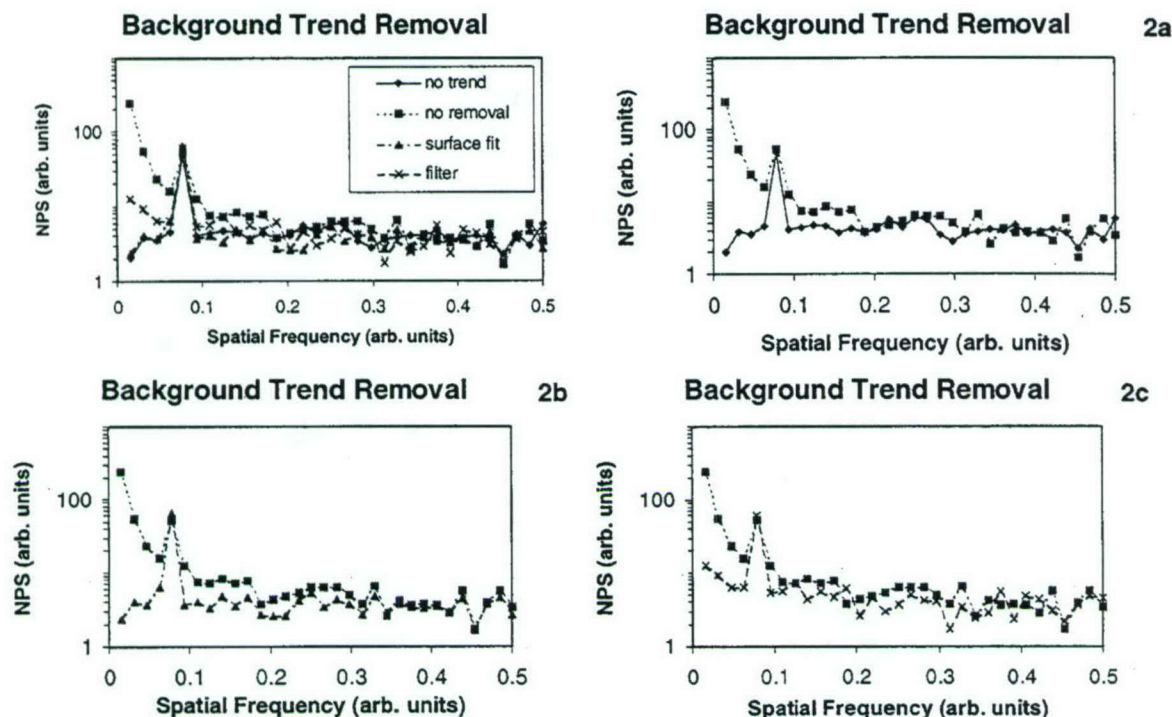 Background Trend Removal
NPS (arb. units)
100
1
0 0.1 0.2 0.3 0.4 0.5
Spatial Frequency (arb. units)
no trend
no removal
surface fit
filter
Background Trend Removal 2a
NPS (arb. units)
100
1
0 0.1 0.2 0.3 0.4 0.5
Spatial Frequency (arb. units)
Background Trend Removal 2b
NPS (arb. units)
100
1
0 0.1 0.2 0.3 0.4 0.5
Spatial Frequency (arb. units)
Background Trend Removal 2c
NPS (arb. units)
100
1
0 0.1 0.2 0.3 0.4 0.5
Spatial Frequency (arb. units)